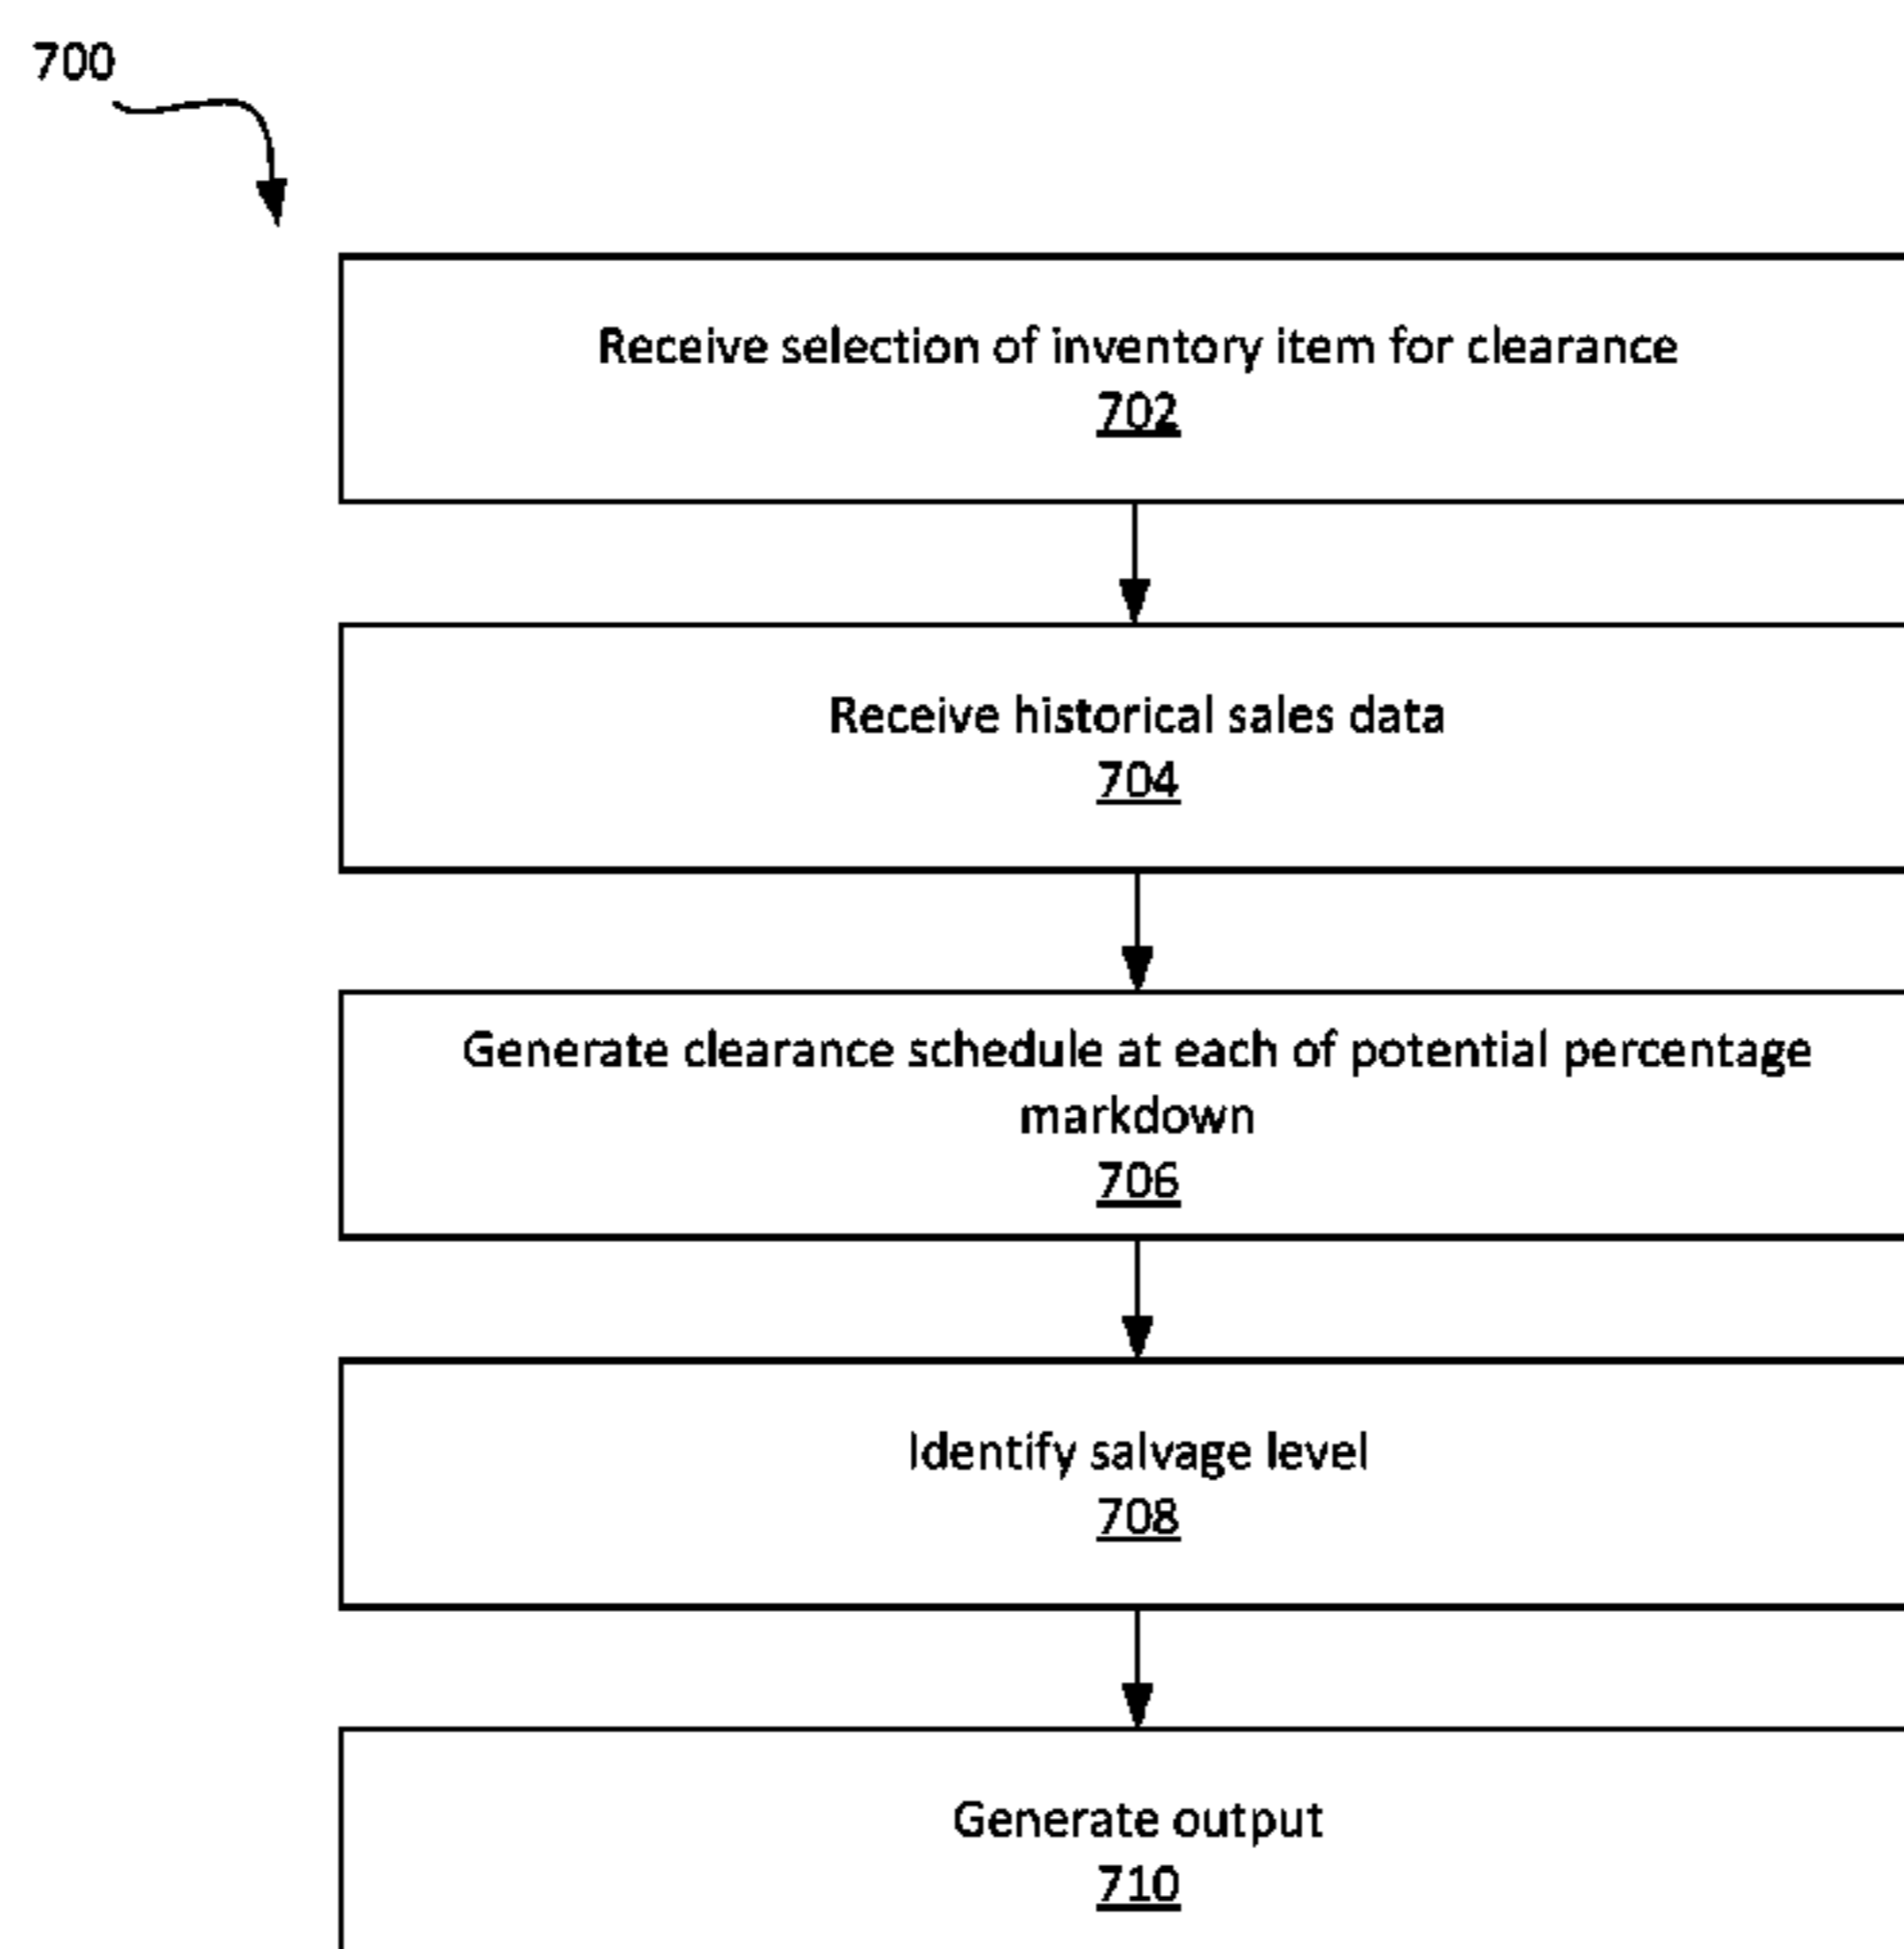 700
Receive selection of inventory item for clearance
702
Receive historical sales data
704
Generate clearance schedule at each of potential percentage
markdown
706
Identify salvage level
708
Generate output
710